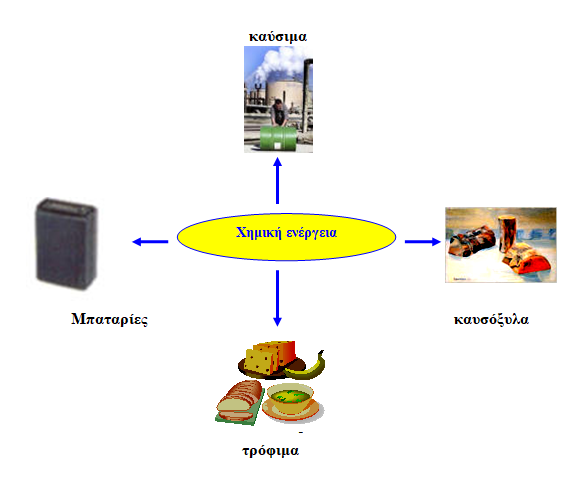 καύσιμα
Χημική ενέργεια
Μπαταρίες
καυσόξυλα
τρόφιμα